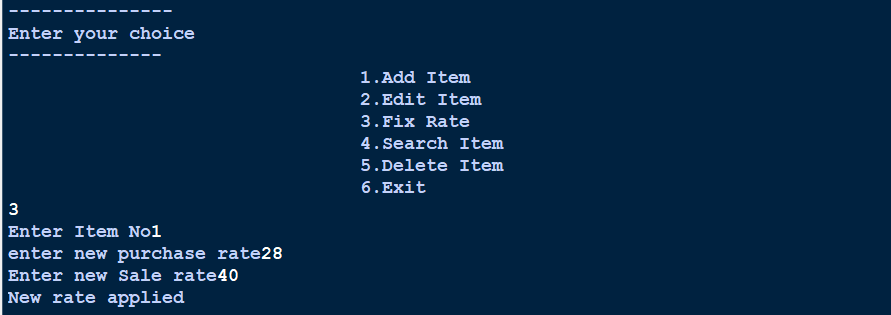 ---------------
Enter your choice
--------------
1.Add Item
2.Edit Item
3.Fix Rate
4.Search Item
5.Delete Item
6.Exit
3
Enter Item No1
enter new purchase rate28
Enter new Sale rate40
New rate applied